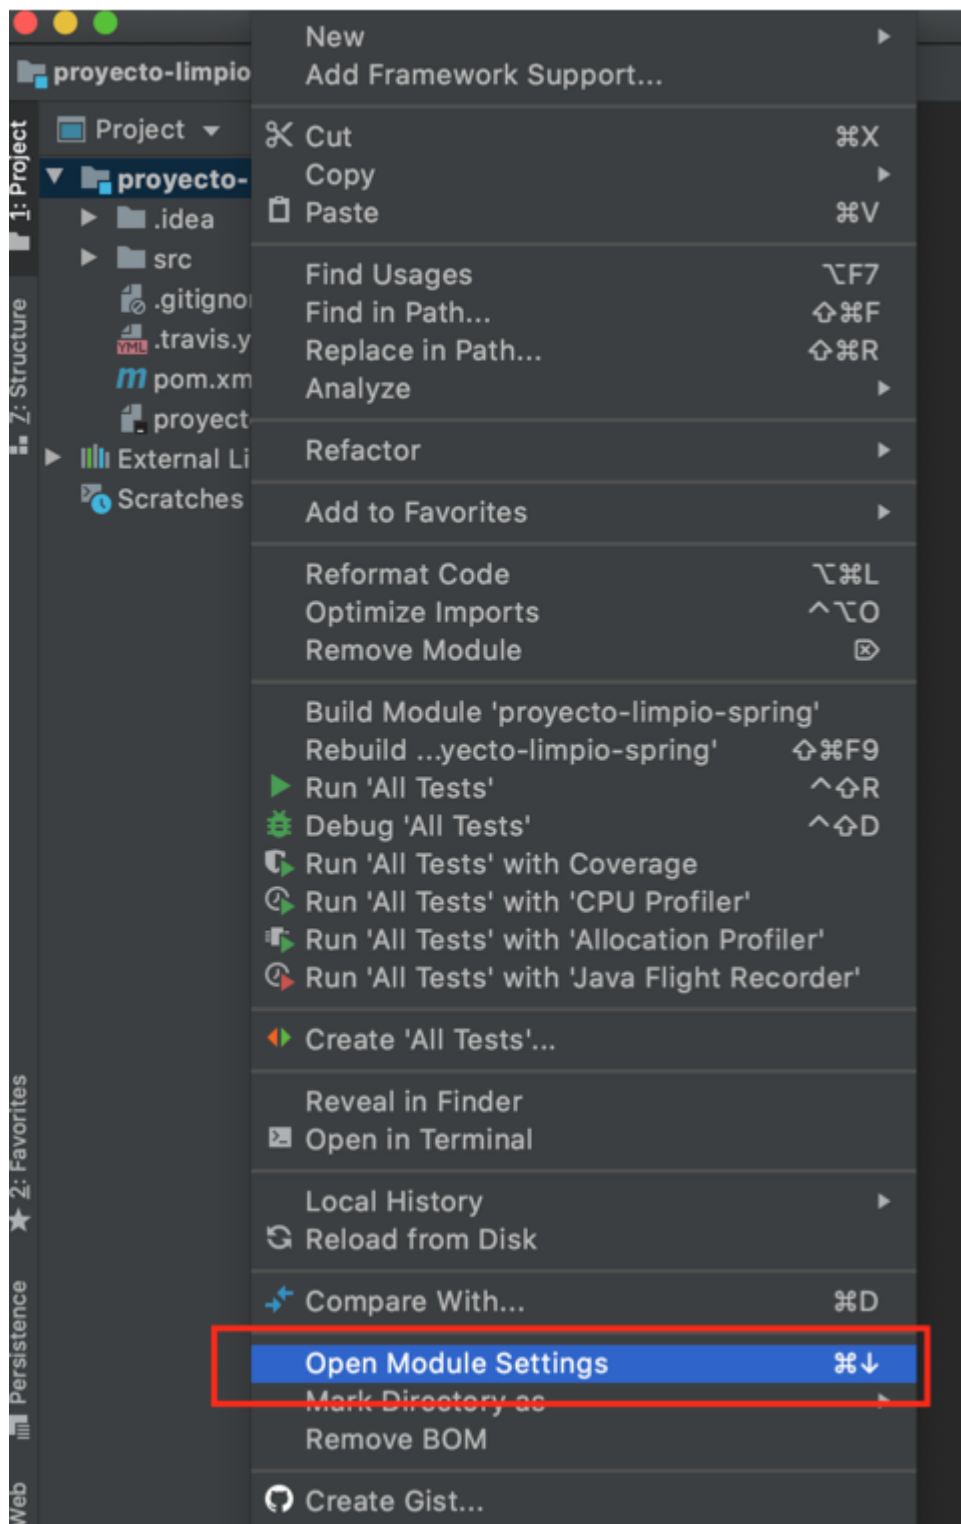 proyecto-limpio
1: Project
Project
proyecto-
.idea
src
.gitigno
.travis.y
YML
m pom.xm
proyect
External Li
Scratches
7: Structure
2: Favorites
Persistence
Web
New
Add Framework Support...
Cut ⌘X
Copy
Paste ⌘V
Find Usages ⌥F7
Find in Path... ⇧⌘F
Replace in Path... ⇧⌘R
Analyze
Refactor
Add to Favorites
Reformat Code ⌥⌘L
Optimize Imports ^⌥O
Remove Module ⌦
Build Module 'proyecto-limpio-spring'
Rebuild ...yecto-limpio-spring' ⇧⌘F9
Run 'All Tests' ^⇧R
Debug 'All Tests' ^⇧D
Run 'All Tests' with Coverage
Run 'All Tests' with 'CPU Profiler'
Run 'All Tests' with 'Allocation Profiler'
Run 'All Tests' with 'Java Flight Recorder'
Create 'All Tests'...
Reveal in Finder
Open in Terminal
Local History
Reload from Disk
Compare With... ⌘D
Open Module Settings ⌘↓
Mark Directory as
Remove BOM
Create Gist...